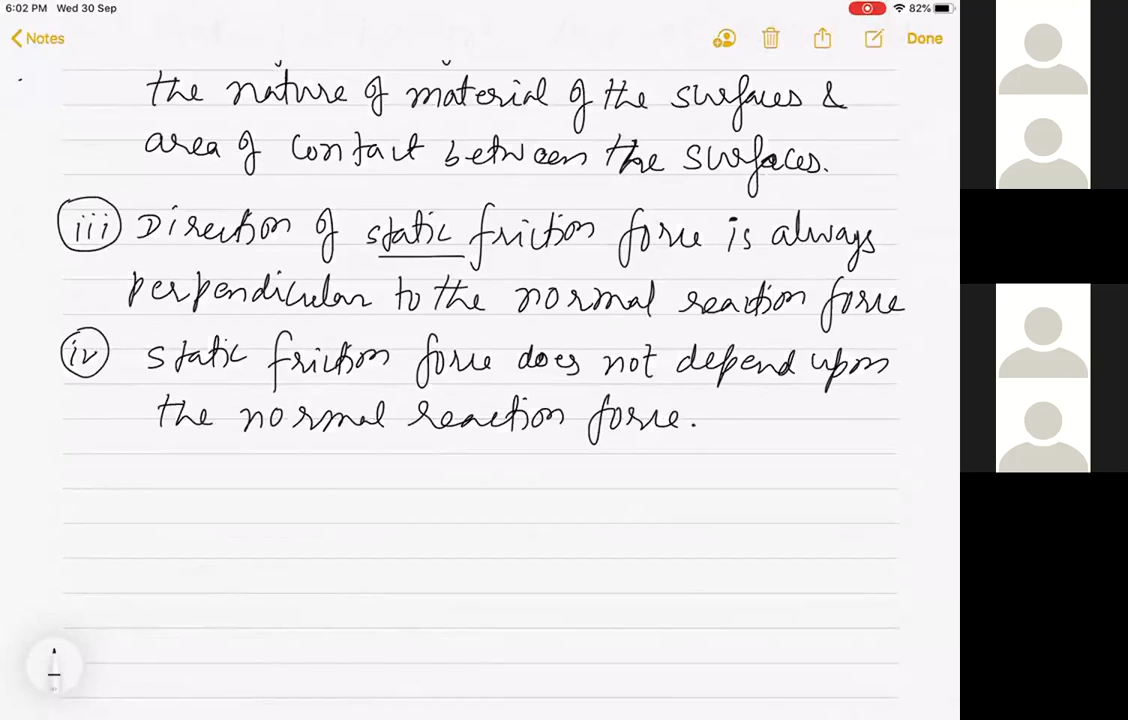 6:02 PM Wed 30 Sep 82%
Notes Done
the nature of material of the surfaces &
area of contact between the surfaces.
iii Direction of static friction force is always
perpendicular to the normal reaction force
iv static friction force does not depend upon
the normal reaction force.